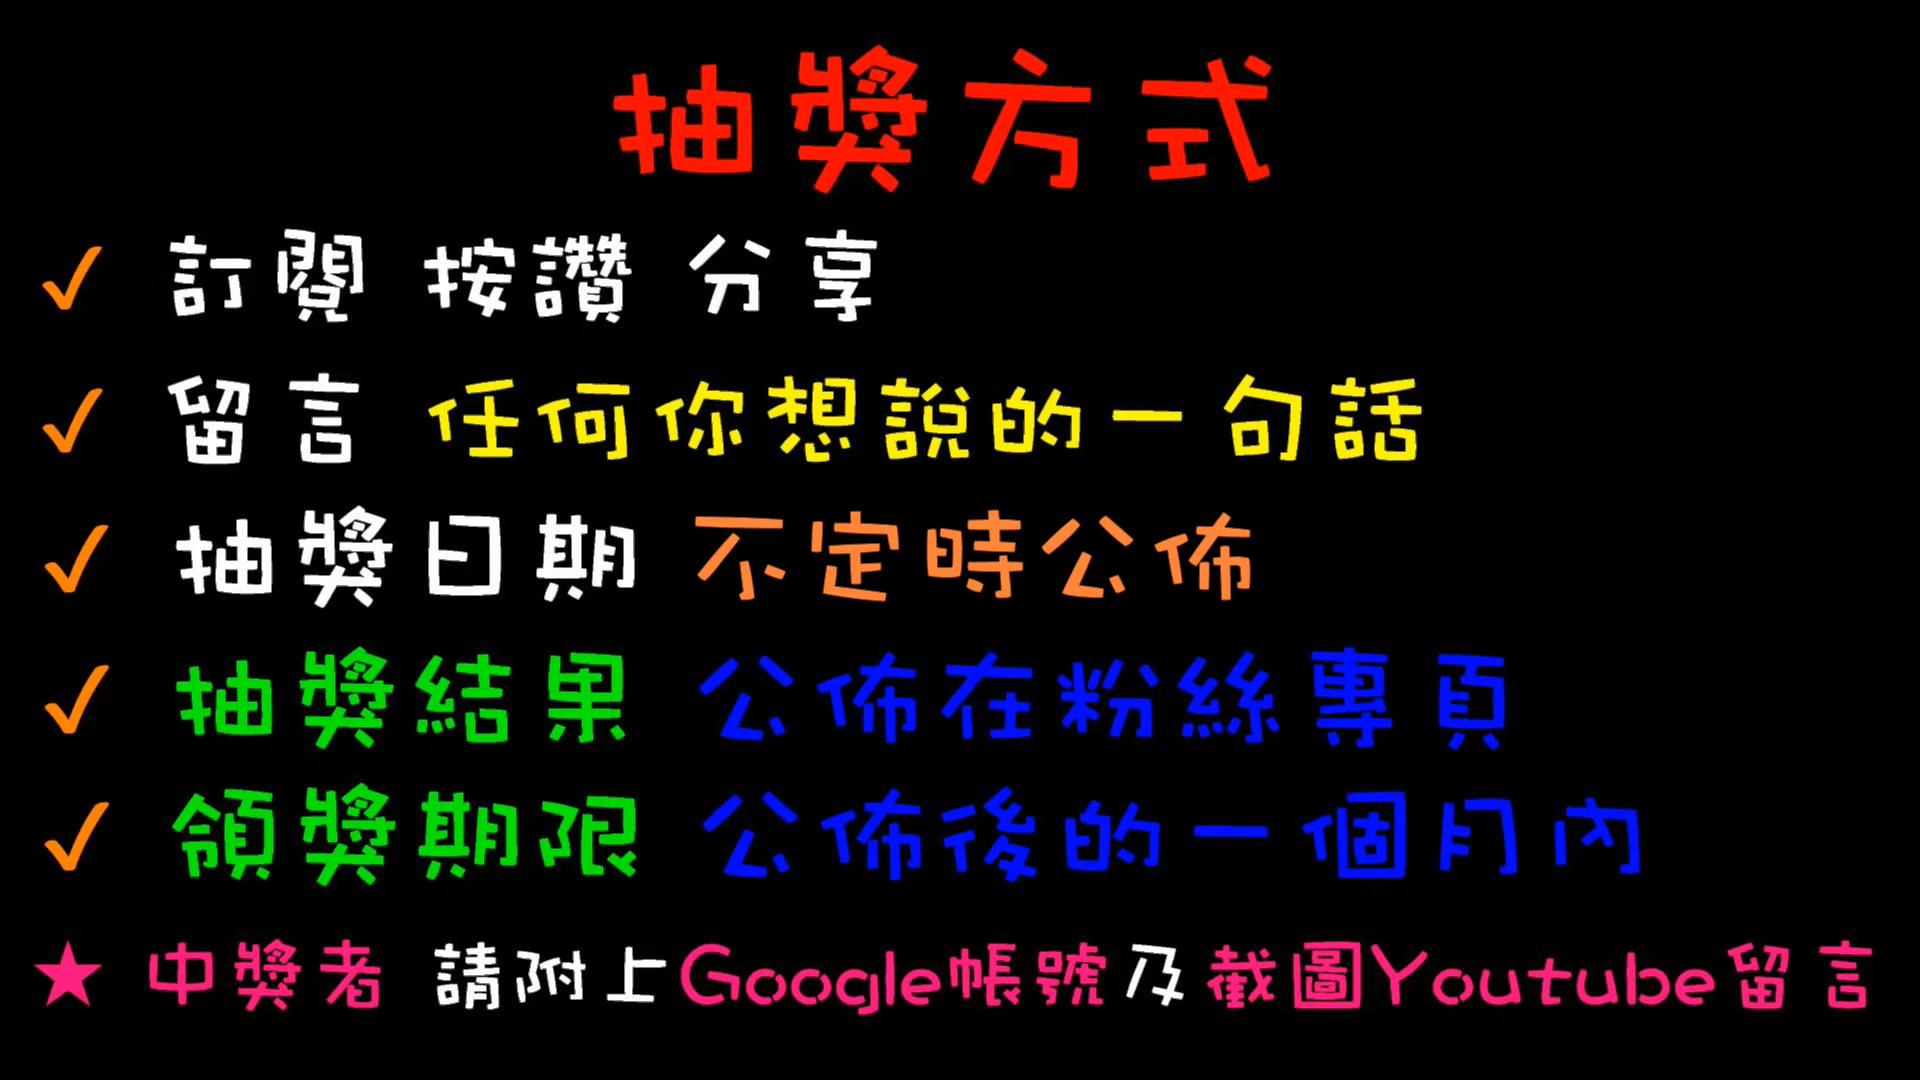 抽獎方式
✓ 訂閱 按讚 分享
✓ 留言 任何你想說的一句話
✓ 抽獎日期 不定時公佈
✓ 抽獎結果 公佈在粉絲專頁
✓ 領獎期限 公佈後的一個月內
★ 中獎者 請附上Google帳號及截圖Youtube留言